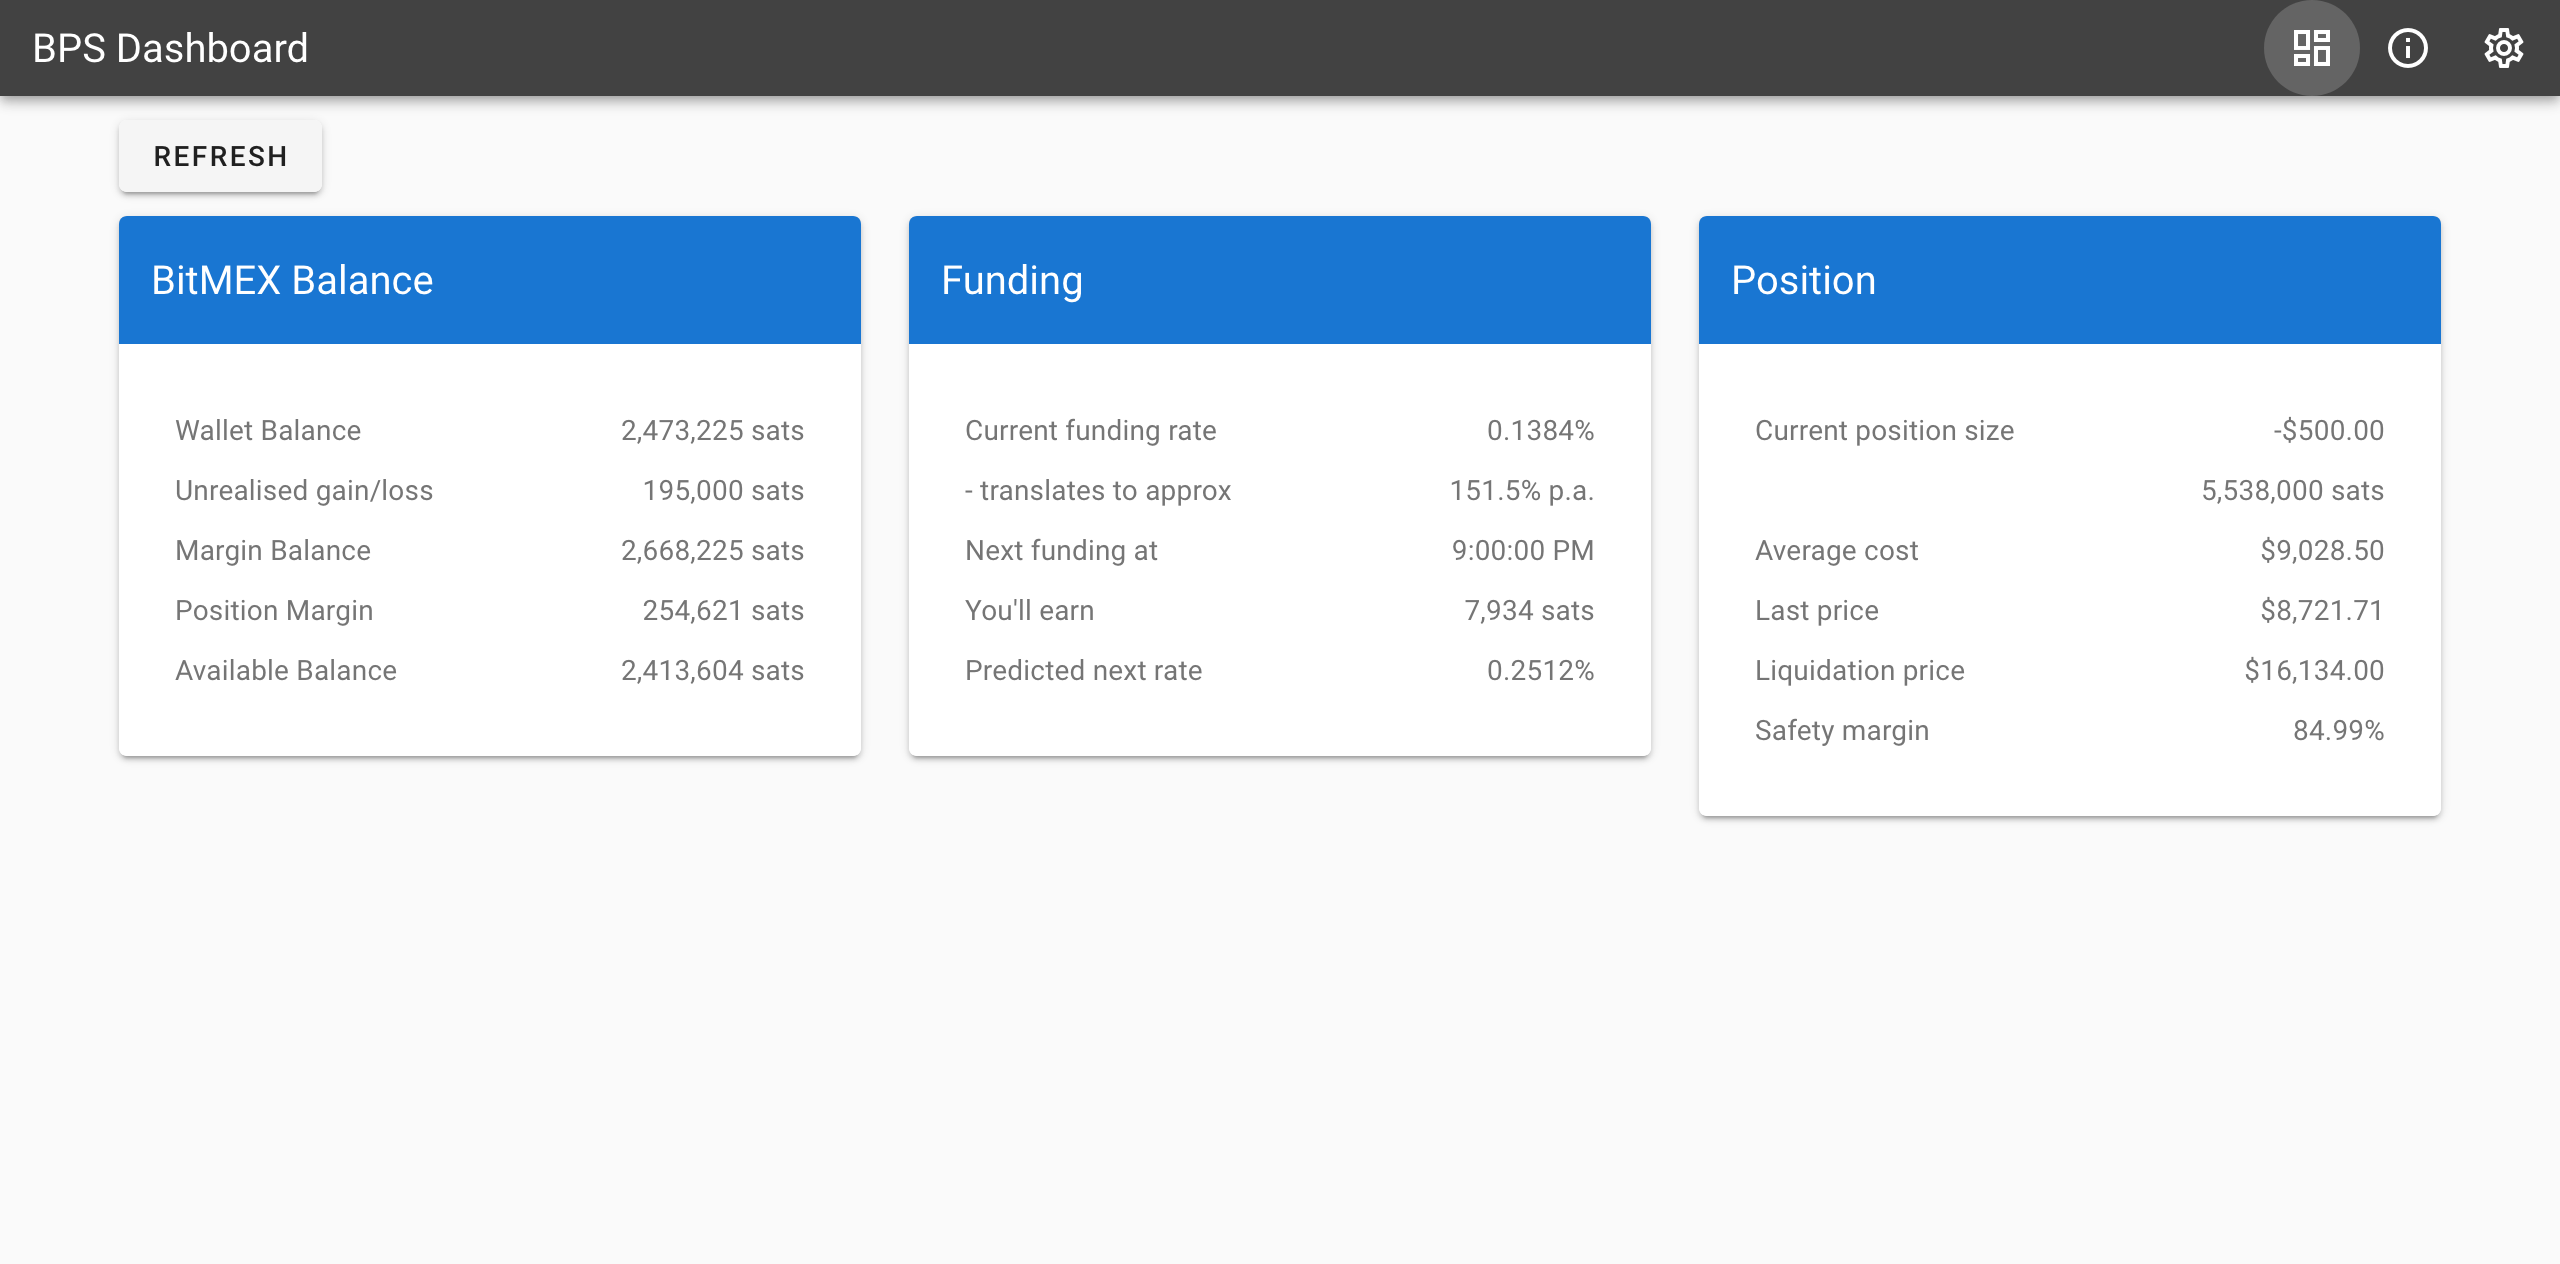 BPS Dashboard
REFRESH
BitMEX Balance
Wallet Balance 2,473,225 sats
Unrealised gain/loss 195,000 sats
Margin Balance 2,668,225 sats
Position Margin 254,621 sats
Available Balance 2,413,604 sats
Funding
Current funding rate 0.1384%
- translates to approx 151.5% p.a.
Next funding at 9:00:00 PM
You'll earn 7,934 sats
Predicted next rate 0.2512%
Position
Current position size -$500.00
5,538,000 sats
Average cost $9,028.50
Last price $8,721.71
Liquidation price $16,134.00
Safety margin 84.99%